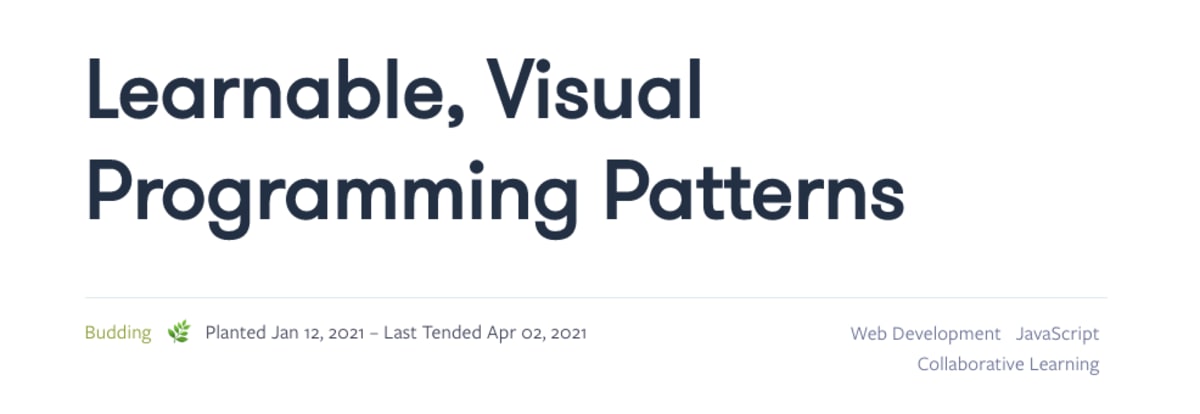 Learnable, Visual
Programming Patterns
Budding 🌿 Planted Jan 12, 2021 – Last Tended Apr 02, 2021
Web Development JavaScript
Collaborative Learning